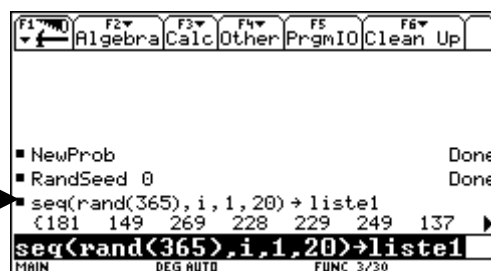 F1 F2 F3 F4 F5 F6
Algebra Calc Other PrgmIO Clean Up
NewProb Done
RandSeed 0 Done
seq(rand(365),i,1,20)→liste1
{181 149 269 228 229 249 137
seq(rand(365),i,1,20)→liste1
MAIN DEG AUTO FUNC 3/30